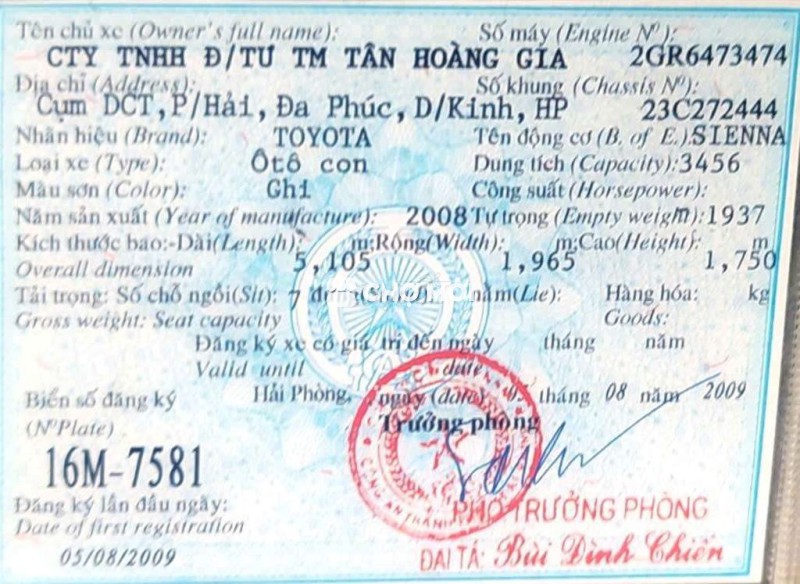 Tên chủ xe (Owner's full name): Số máy (Engine Nº):
CTY TNHH Đ/TƯ TM TÂN HOÀNG GIA 2GR6473474
Địa chỉ (Address): Số khung (Chassis Nº):
Cụm DCT,P/Hải,Đa Phúc,D/Kinh,HP 23C272444
Nhãn hiệu (Brand): TOYOTA Tên động cơ (B. of E.).SIENNA
Loại xe (Type): Ôtô con Dung tích (Capacity):3456
Màu sơn (Color): Ghi Công suất (Horsepower):
Năm sản xuất (Year of manufacture): 2008 Tự trọng (Empty weight):1937
Kích thước bao:-Dài(Length): m;Rộng(Width): m;Cao(Height): m
Overall dimension 5,105 1,965 1,750
Tải trọng: Số chỗ ngồi(Sit): 7 nằm(Lie): Hàng hóa: kg
Gross weight: Seat capacity Goods:
Đăng ký xe có giá trị đến ngày tháng năm
Valid until date
Biển số đăng ký Hải Phòng, ngày (date) tháng 08 năm 2009
(NºPlate) Trưởng phòng
16M-7581
Đăng ký lần đầu ngày: PHÓ TRƯỞNG PHÒNG
Date of first registration
05/08/2009 ĐẠI TÁ: Bùi Đình Chiến